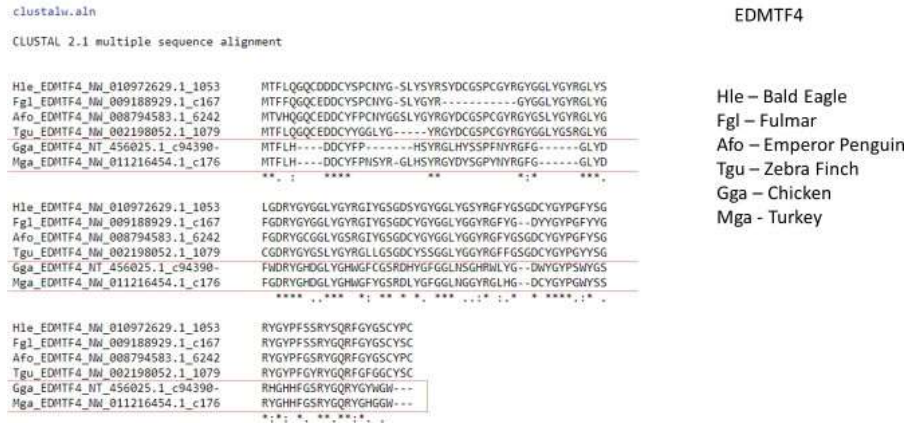 clustalw.aln
EDMTF4
CLUSTAL 2.1 multiple sequence alignment
Hle_EDMTF4_NW_010972629.1_1053 MTFLQGQCDDDCYSPCNYG-SLYSYRSYDCGSPCGYRGYGGLYGYRGLYS
Fgl_EDMTF4_NW_009188929.1_c167 MTFFQGQCEDDCYSPCNYG-SLYGYR-----------GYGGLYGYRGLYG
Afo_EDMTF4_NW_008794583.1_6242 MTVHQGQCEDDCYFPCNYGGSLYGYRGYDCGSPCGYRGYGSLYGYRGLYG
Tgu_EDMTF4_NW_002198052.1_1079 MTFLQGQCEDDCYYGGLYG-----YRGYDCGSPCGYRGYGGLYGSRGLYG
Gga_EDMTF4_NT_456025.1_c94390- MTFLH----DDCYFP-------HSYRGLHYSSPFNYRGFG------GLYD
Mga_EDMTF4_NW_011216454.1_c176 MTFLH----DDCYFPNSYR-GLHSYRGYDYSGPYNYRGFG------GLYD
**. : **** ** *:* ***.
Hle – Bald Eagle
Fgl – Fulmar
Afo – Emperor Penguin
Tgu – Zebra Finch
Gga – Chicken
Mga - Turkey
Hle_EDMTF4_NW_010972629.1_1053 LGDRYGYGGLYGYRGIYGSGDSYGYGGLYGSYRGFYGSGDCYGYPGFYSG
Fgl_EDMTF4_NW_009188929.1_c167 FGDRYGYGGLYGYRGIYGSGDCYGYGGLYGYRGFYG--DYYGYPGFYYG
Afo_EDMTF4_NW_008794583.1_6242 FGDRYGCGGLYGSRGIYGSGDCYGYGGLYGGYRGFYGSGDCYGYPGFYSG
Tgu_EDMTF4_NW_002198052.1_1079 CGDRYGYGSLYGYRGLLGSGDCYSSGGLYGGYRGFFGSGDCYGYPGYYSG
Gga_EDMTF4_NT_456025.1_c94390- FWDRYGHDGLYGHWGFCGSRDHYGFGGLNSGHRWLYG--DWYGYPSWYGS
Mga_EDMTF4_NW_011216454.1_c176 FGDRYGHDGLYGHWGFYGSRDLYGFGGLNGGYRGLHG--DCYGYPGWYSS
**** ..*** *: ** * *. *** ..:* :.* * ****.:* .
Hle_EDMTF4_NW_010972629.1_1053 RYGYPFSSRYSQRFGYGSCYPC
Fgl_EDMTF4_NW_009188929.1_c167 RYGYPFSSRYGQRFGYGSCYSC
Afo_EDMTF4_NW_008794583.1_6242 RYGYPFGSRYGQRFGYGSCYPC
Tgu_EDMTF4_NW_002198052.1_1079 RYGYPFGYRYGQRFGFGGCYSC
Gga_EDMTF4_NT_456025.1_c94390- RHGHHFGSRYGQRYGYWGW---
Mga_EDMTF4_NW_011216454.1_c176 RYGHHFGSRYGQRYGHGGW---
*:*: *. **.**:*. .